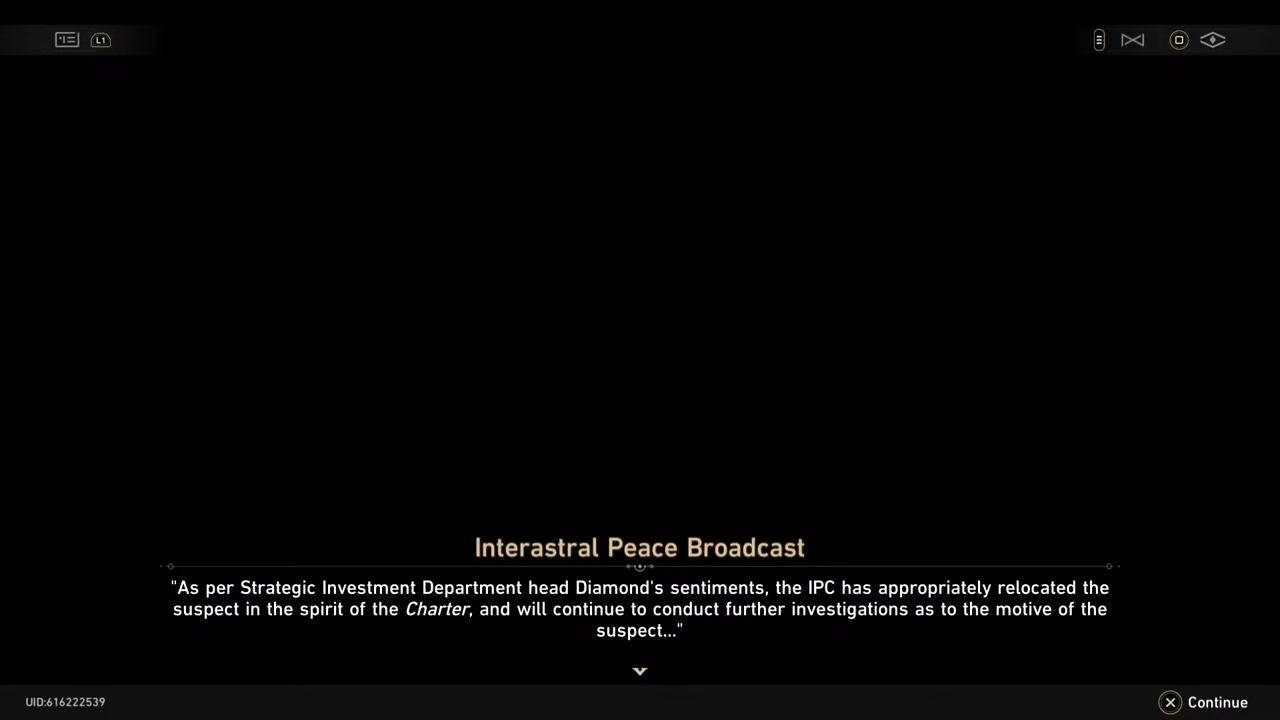 L1
Interastral Peace Broadcast
"As per Strategic Investment Department head Diamond's sentiments, the IPC has appropriately relocated the
suspect in the spirit of the Charter, and will continue to conduct further investigations as to the motive of the
suspect..."
UID:616222539
Continue